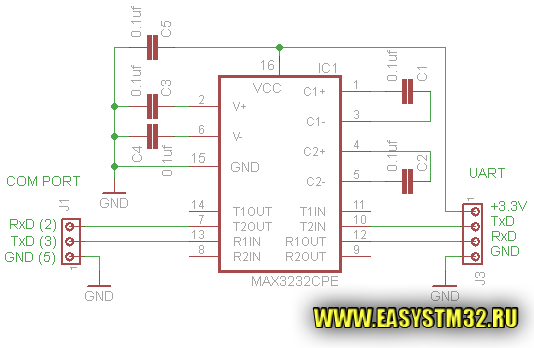 0.1uf C5
16 IC1
VCC
0.1uf C3
2 V+
C1+ 1
0.1uf C1
C1- 3
6 V-
C4 0.1uf
C2+ 4
0.1uf C2
15 GND
C2- 5
GND
COM PORT
UART
J1
14 T1OUT T1IN 11
1 +3.3V
RxD (2) 7 T2OUT T2IN 10 TxD
TxD (3) 13 R1IN R1OUT 12 RxD
GND (5) 8 R2IN R2OUT 9 GND
1
J3
GND
MAX3232CPE
GND
WWW.EASYSTM32.RU